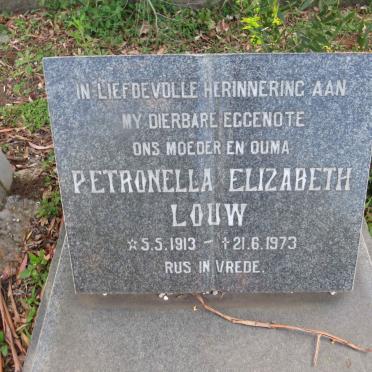 IN LIEFDEVOLLE HERINNERING AAN
MY DIERBARE EGGENOTE
ONS MOEDER EN OUMA
PETRONELLA ELIZABETH
LOUW
☆5.5.1913 - †21.6.1973
RUS IN VREDE.